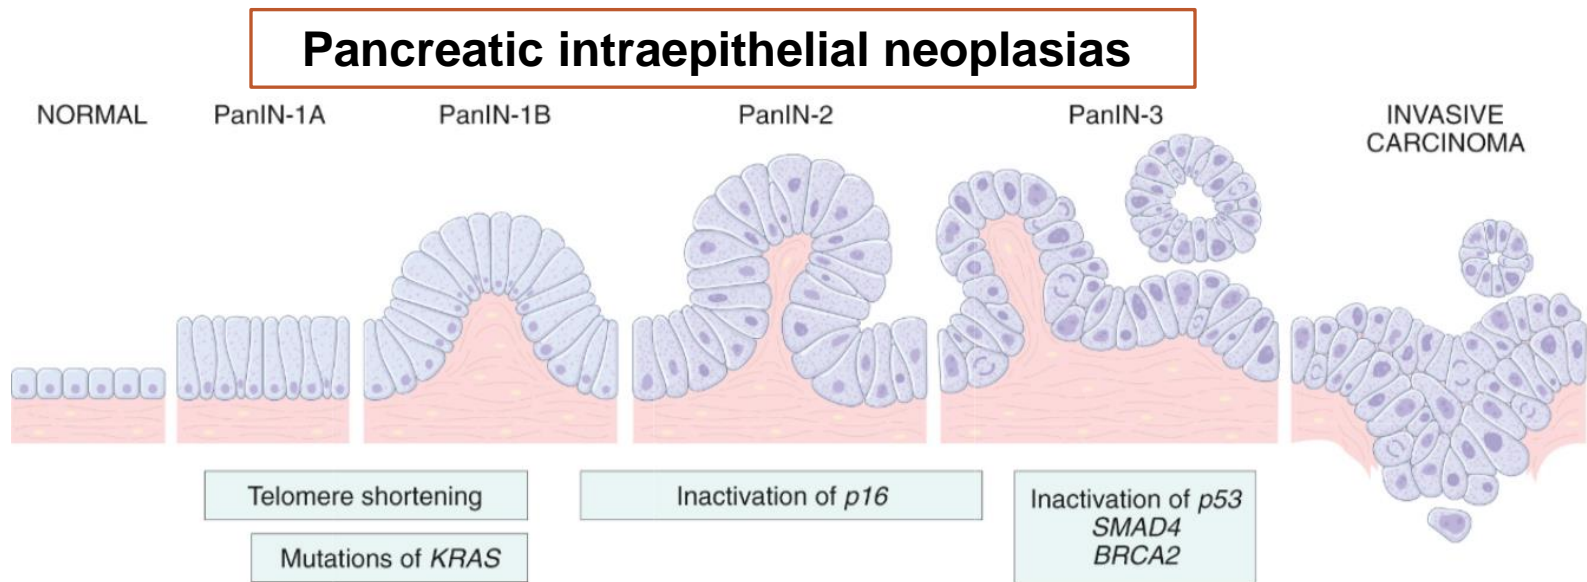 Pancreatic intraepithelial neoplasias
NORMAL
PanIN-1A
PanIN-1B
PanIN-2
PanIN-3
INVASIVE
CARCINOMA
Telomere shortening
Mutations of KRAS
Inactivation of p16
Inactivation of p53
SMAD4
BRCA2